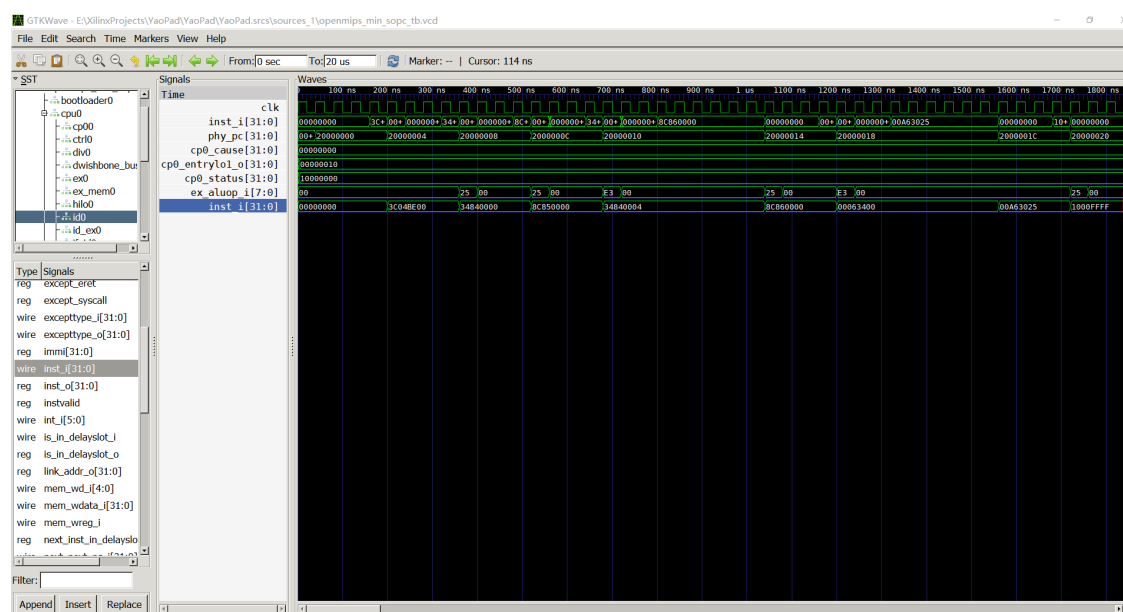 GTKWave - E:\XilinxProjects\YaoPad\YaoPad\YaoPad.srcs\sources_1\openmips_min_sopc_tb.vcd
File Edit Search Time Markers View Help
From: 0 sec To: 20 us Marker: -- | Cursor: 114 ns
SST
bootloader0
cpu0
cp00
ctrl0
div0
dwishbone_bu
ex0
ex_mem0
hilo0
id0
id_ex0
Type Signals
reg except_eret
reg except_syscall
wire excepttype_i[31:0]
wire excepttype_o[31:0]
reg immi[31:0]
wire inst_i[31:0]
reg inst_o[31:0]
reg instvalid
wire int_i[5:0]
wire is_in_delayslot_i
reg is_in_delayslot_o
reg link_addr_o[31:0]
wire mem_wd_i[4:0]
wire mem_wdata_i[31:0]
wire mem_wreg_i
reg next_inst_in_delayslo
Filter:
Append Insert Replace
Signals
Time
clk
inst_i[31:0]
phy_pc[31:0]
cp0_cause[31:0]
cp0_entrylo1_o[31:0]
cp0_status[31:0]
ex_aluop_i[7:0]
inst_i[31:0]
Waves
100 ns 200 ns 300 ns 400 ns 500 ns 600 ns 700 ns 800 ns 900 ns 1 us 1100 ns 1200 ns 1300 ns 1400 ns 1500 ns 1600 ns 1700 ns 1800 ns
00000000 3C+ 00+ 000000+ 34+ 00+ 000000+ 8C+ 00+ 000000+ 34+ 00+ 000000+ 8C860000 00000000 00+ 00+ 000000+ 00A63025 00000000 10+ 00000000
00+ 20000000 20000004 20000008 2000000C 20000010 20000014 20000018 2000001C 20000020
00000000
00000010
10000000
00 25 00 25 00 E3 00 25 00 E3 00 25 00
00000000 3C04BE00 34840000 8C850000 34840004 8C860000 00063400 00A63025 1000FFFF